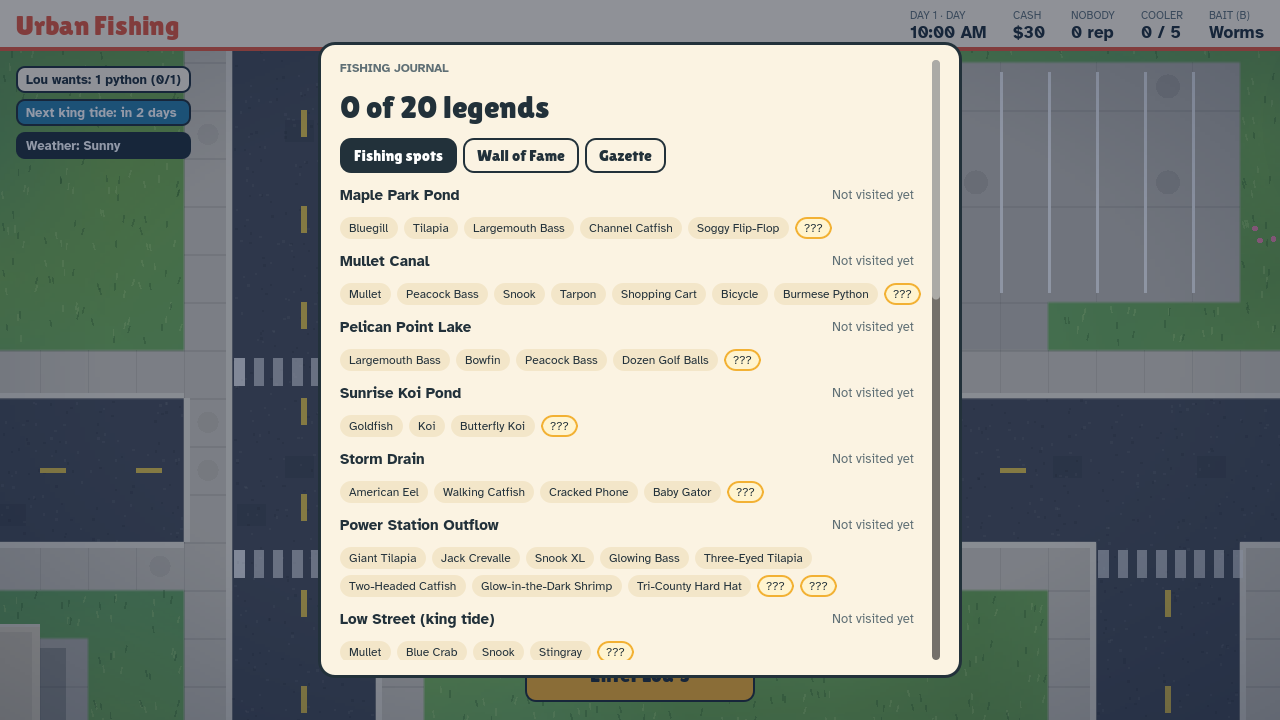 Urban Fishing
DAY 1 · DAY
10:00 AM
CASH
$30
NOBODY
0 rep
COOLER
0 / 5
BAIT (B)
Worms
Lou wants: 1 python (0/1)
Next king tide: in 2 days
Weather: Sunny
FISHING JOURNAL
0 of 20 legends
Fishing spots
Wall of Fame
Gazette
Maple Park Pond
Not visited yet
Bluegill Tilapia Largemouth Bass Channel Catfish Soggy Flip-Flop ???
Mullet Canal
Not visited yet
Mullet Peacock Bass Snook Tarpon Shopping Cart Bicycle Burmese Python ???
Pelican Point Lake
Not visited yet
Largemouth Bass Bowfin Peacock Bass Dozen Golf Balls ???
Sunrise Koi Pond
Not visited yet
Goldfish Koi Butterfly Koi ???
Storm Drain
Not visited yet
American Eel Walking Catfish Cracked Phone Baby Gator ???
Power Station Outflow
Not visited yet
Giant Tilapia Jack Crevalle Snook XL Glowing Bass Three-Eyed Tilapia
Two-Headed Catfish Glow-in-the-Dark Shrimp Tri-County Hard Hat ??? ???
Low Street (king tide)
Not visited yet
Mullet Blue Crab Snook Stingray ???